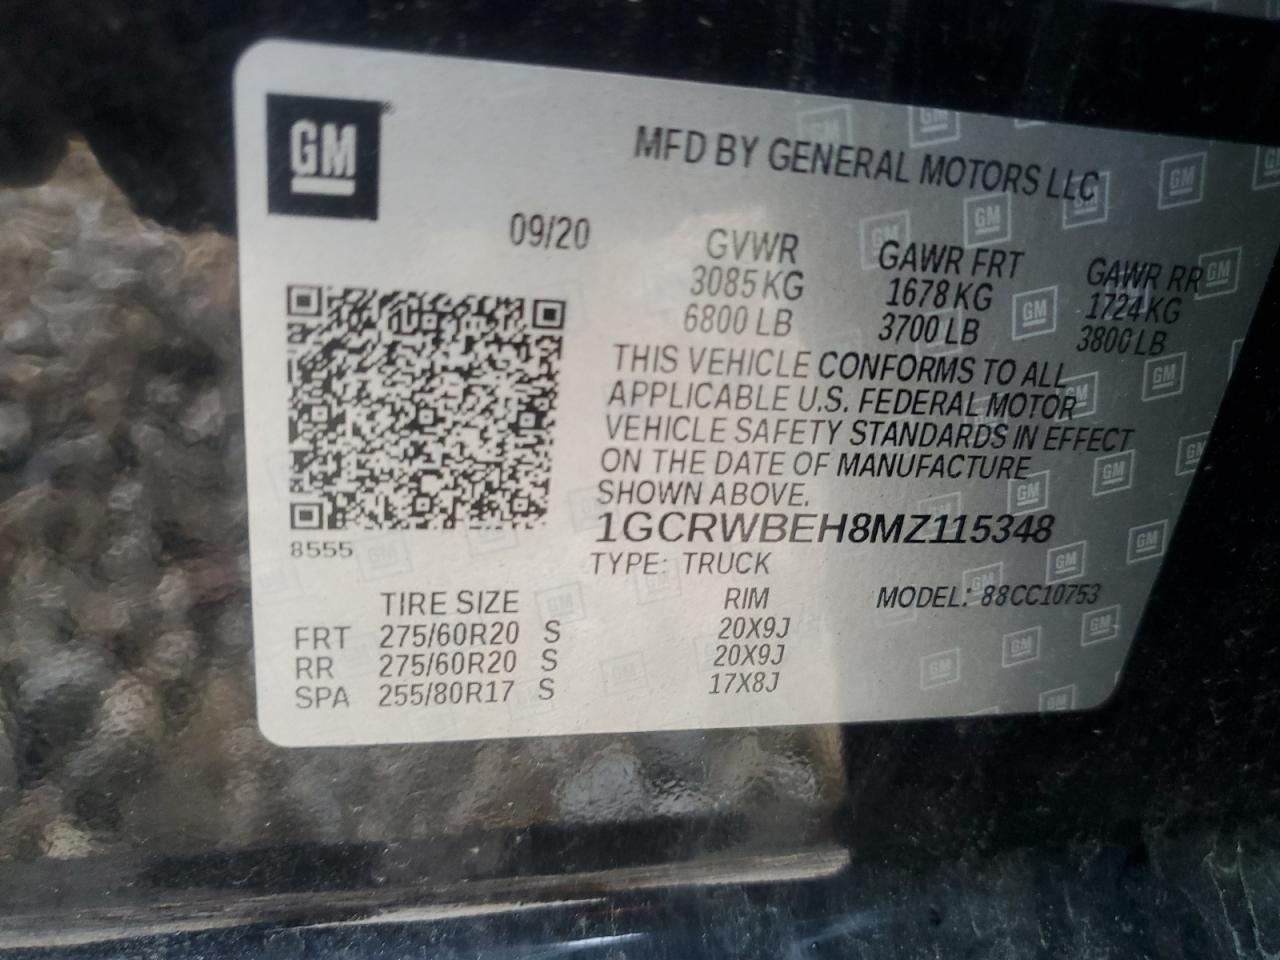 GM
MFD BY GENERAL MOTORS LLC
09/20
GVWR GAWR FRT GAWR RR
3085 KG 1678 KG 1724 KG
6800 LB 3700 LB 3800 LB
THIS VEHICLE CONFORMS TO ALL
APPLICABLE U.S. FEDERAL MOTOR
VEHICLE SAFETY STANDARDS IN EFFECT
ON THE DATE OF MANUFACTURE
SHOWN ABOVE.
8555
1GCRWBEH8MZ115348
TYPE: TRUCK
TIRE SIZE RIM MODEL: 88CC10753
FRT 275/60R20 S 20X9J
RR 275/60R20 S 20X9J
SPA 255/80R17 S 17X8J